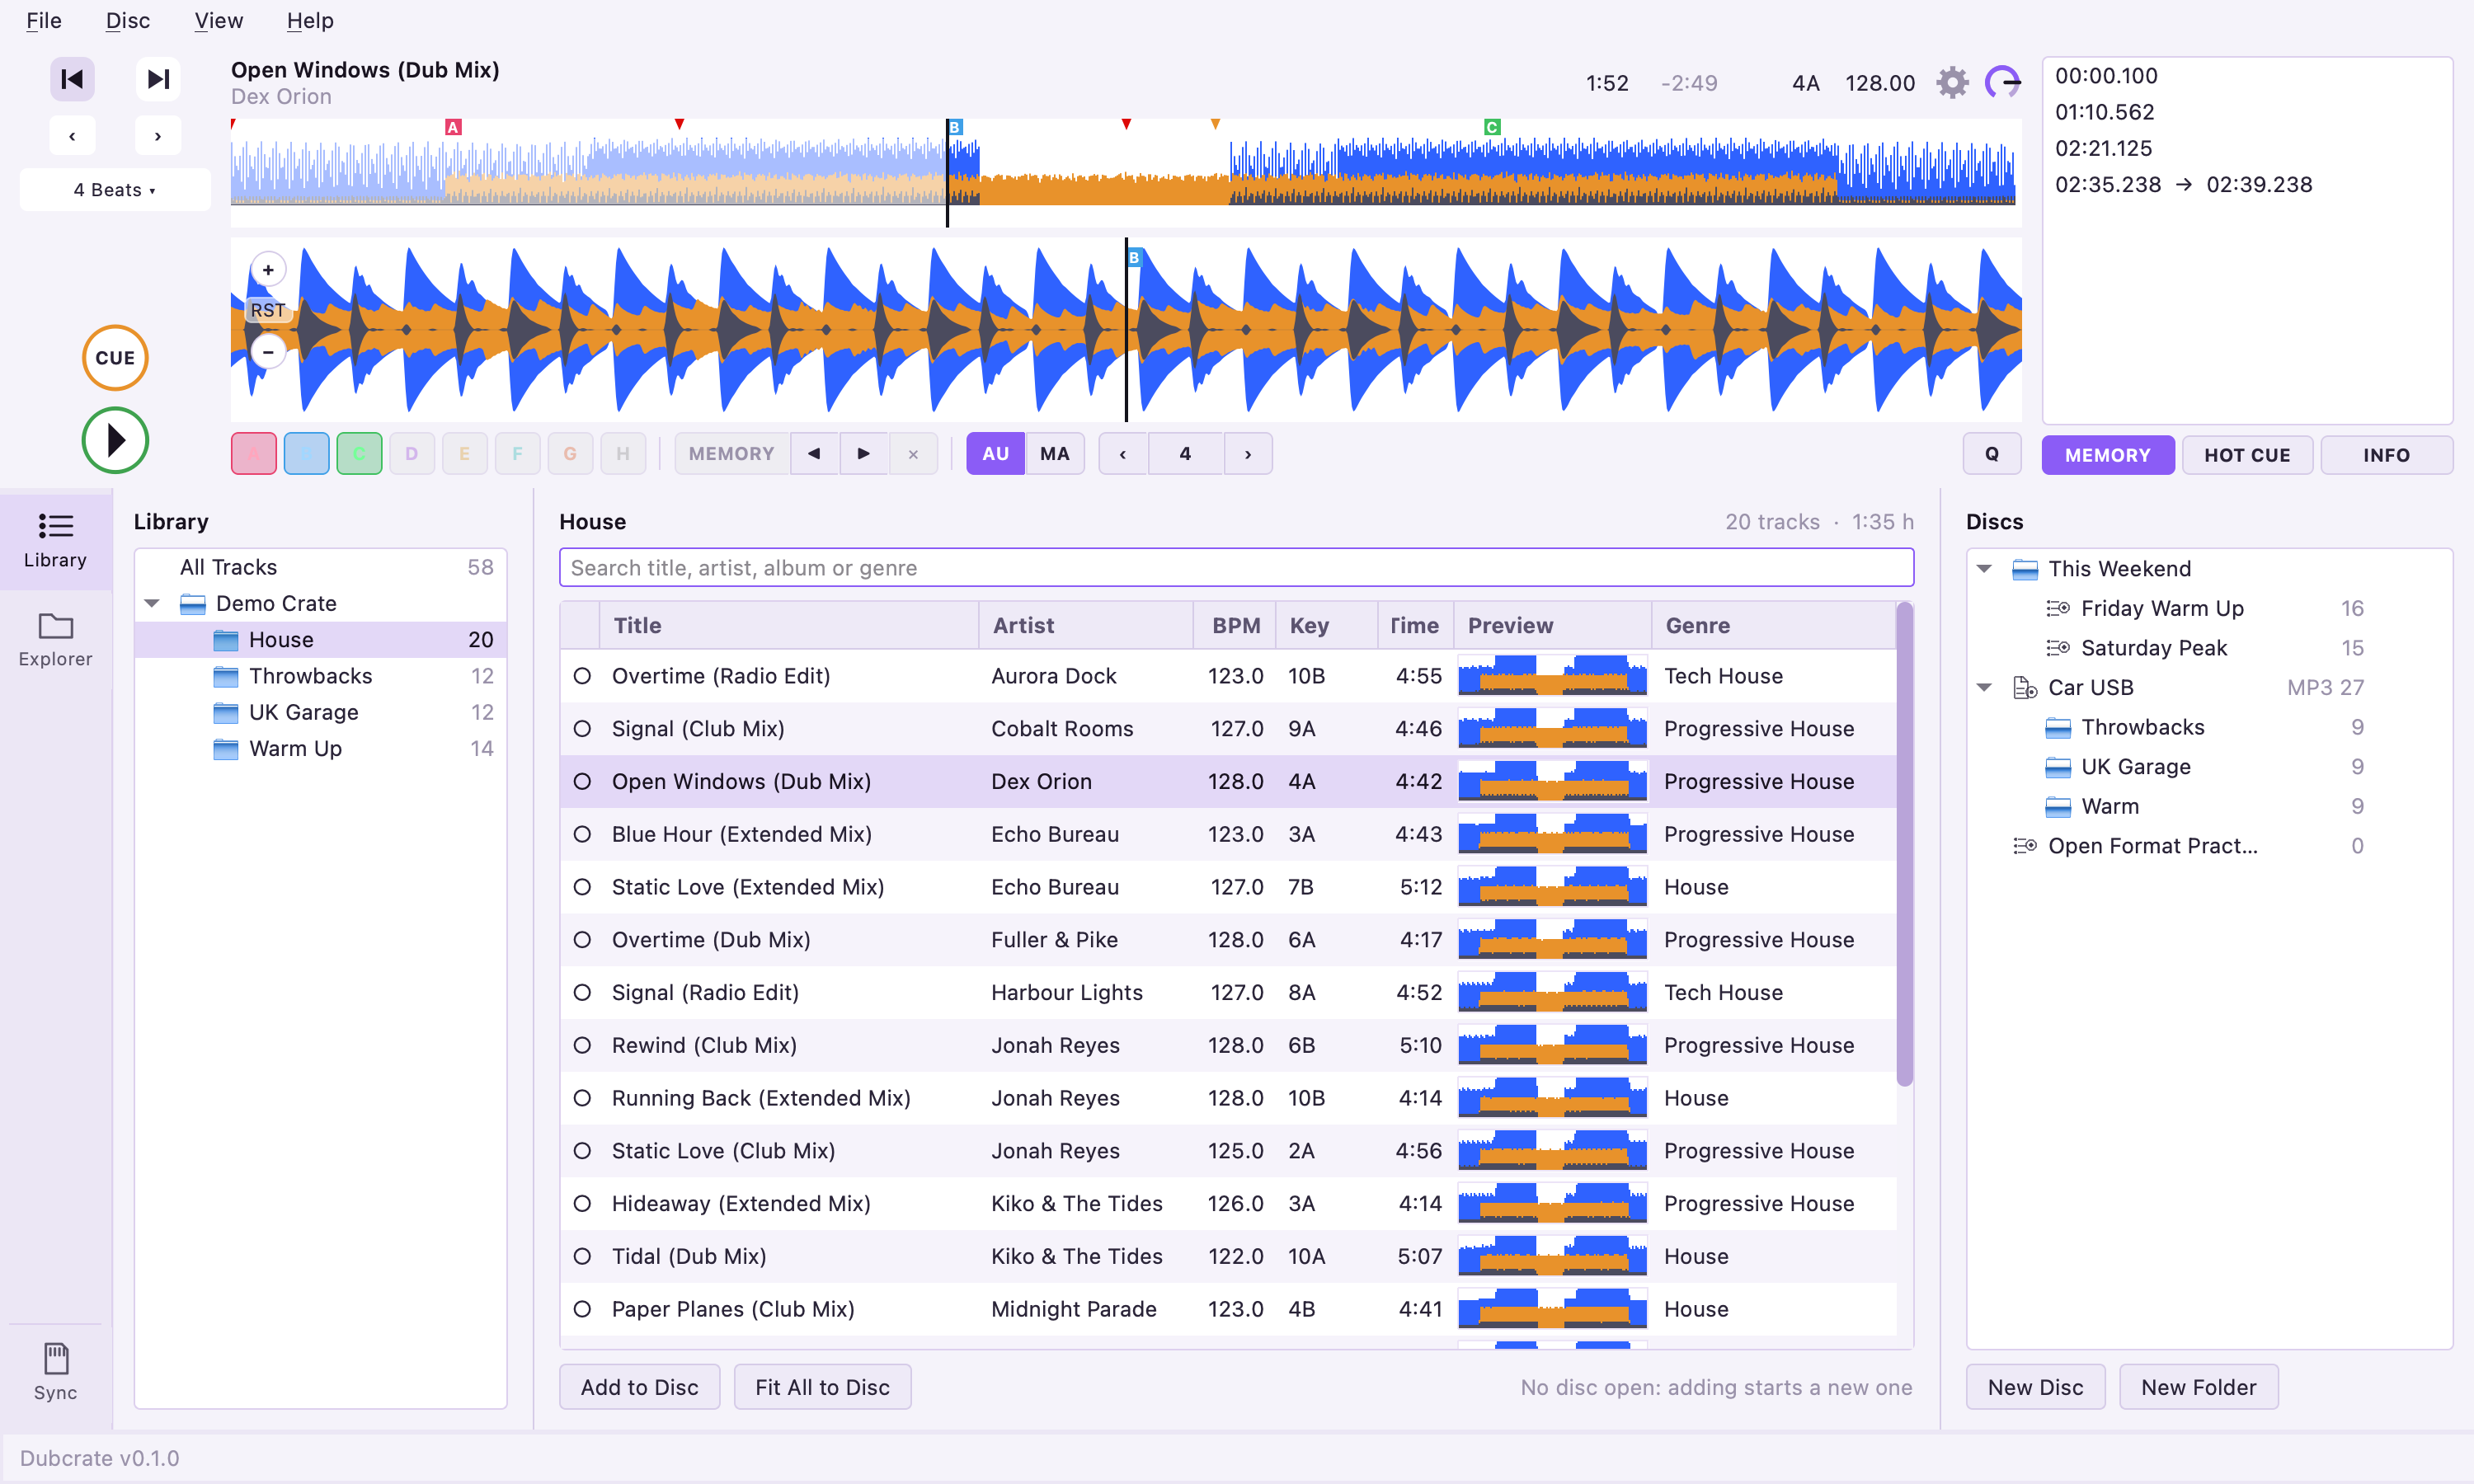 File Disc View Help
Open Windows (Dub Mix)
Dex Orion
1:52 -2:49 4A 128.00
4 Beats
A B C
B
+
RST
−
CUE
A B C D E F G H MEMORY × AU MA ‹ 4 › Q
00:00.100
01:10.562
02:21.125
02:35.238 → 02:39.238
MEMORY HOT CUE INFO
Library
Explorer
Sync
Library
All Tracks 58
Demo Crate
House 20
Throwbacks 12
UK Garage 12
Warm Up 14
House 20 tracks · 1:35 h
Search title, artist, album or genre
Title Artist BPM Key Time Preview Genre
Overtime (Radio Edit) Aurora Dock 123.0 10B 4:55 Tech House
Signal (Club Mix) Cobalt Rooms 127.0 9A 4:46 Progressive House
Open Windows (Dub Mix) Dex Orion 128.0 4A 4:42 Progressive House
Blue Hour (Extended Mix) Echo Bureau 123.0 3A 4:43 Progressive House
Static Love (Extended Mix) Echo Bureau 127.0 7B 5:12 House
Overtime (Dub Mix) Fuller & Pike 128.0 6A 4:17 Progressive House
Signal (Radio Edit) Harbour Lights 127.0 8A 4:52 Tech House
Rewind (Club Mix) Jonah Reyes 128.0 6B 5:10 Progressive House
Running Back (Extended Mix) Jonah Reyes 128.0 10B 4:14 House
Static Love (Club Mix) Jonah Reyes 125.0 2A 4:56 Progressive House
Hideaway (Extended Mix) Kiko & The Tides 126.0 3A 4:14 Progressive House
Tidal (Dub Mix) Kiko & The Tides 122.0 10A 5:07 House
Paper Planes (Club Mix) Midnight Parade 123.0 4B 4:41 House
Add to Disc Fit All to Disc No disc open: adding starts a new one
Discs
This Weekend
Friday Warm Up 16
Saturday Peak 15
Car USB MP3 27
Throwbacks 9
UK Garage 9
Warm 9
Open Format Pract... 0
New Disc New Folder
Dubcrate v0.1.0